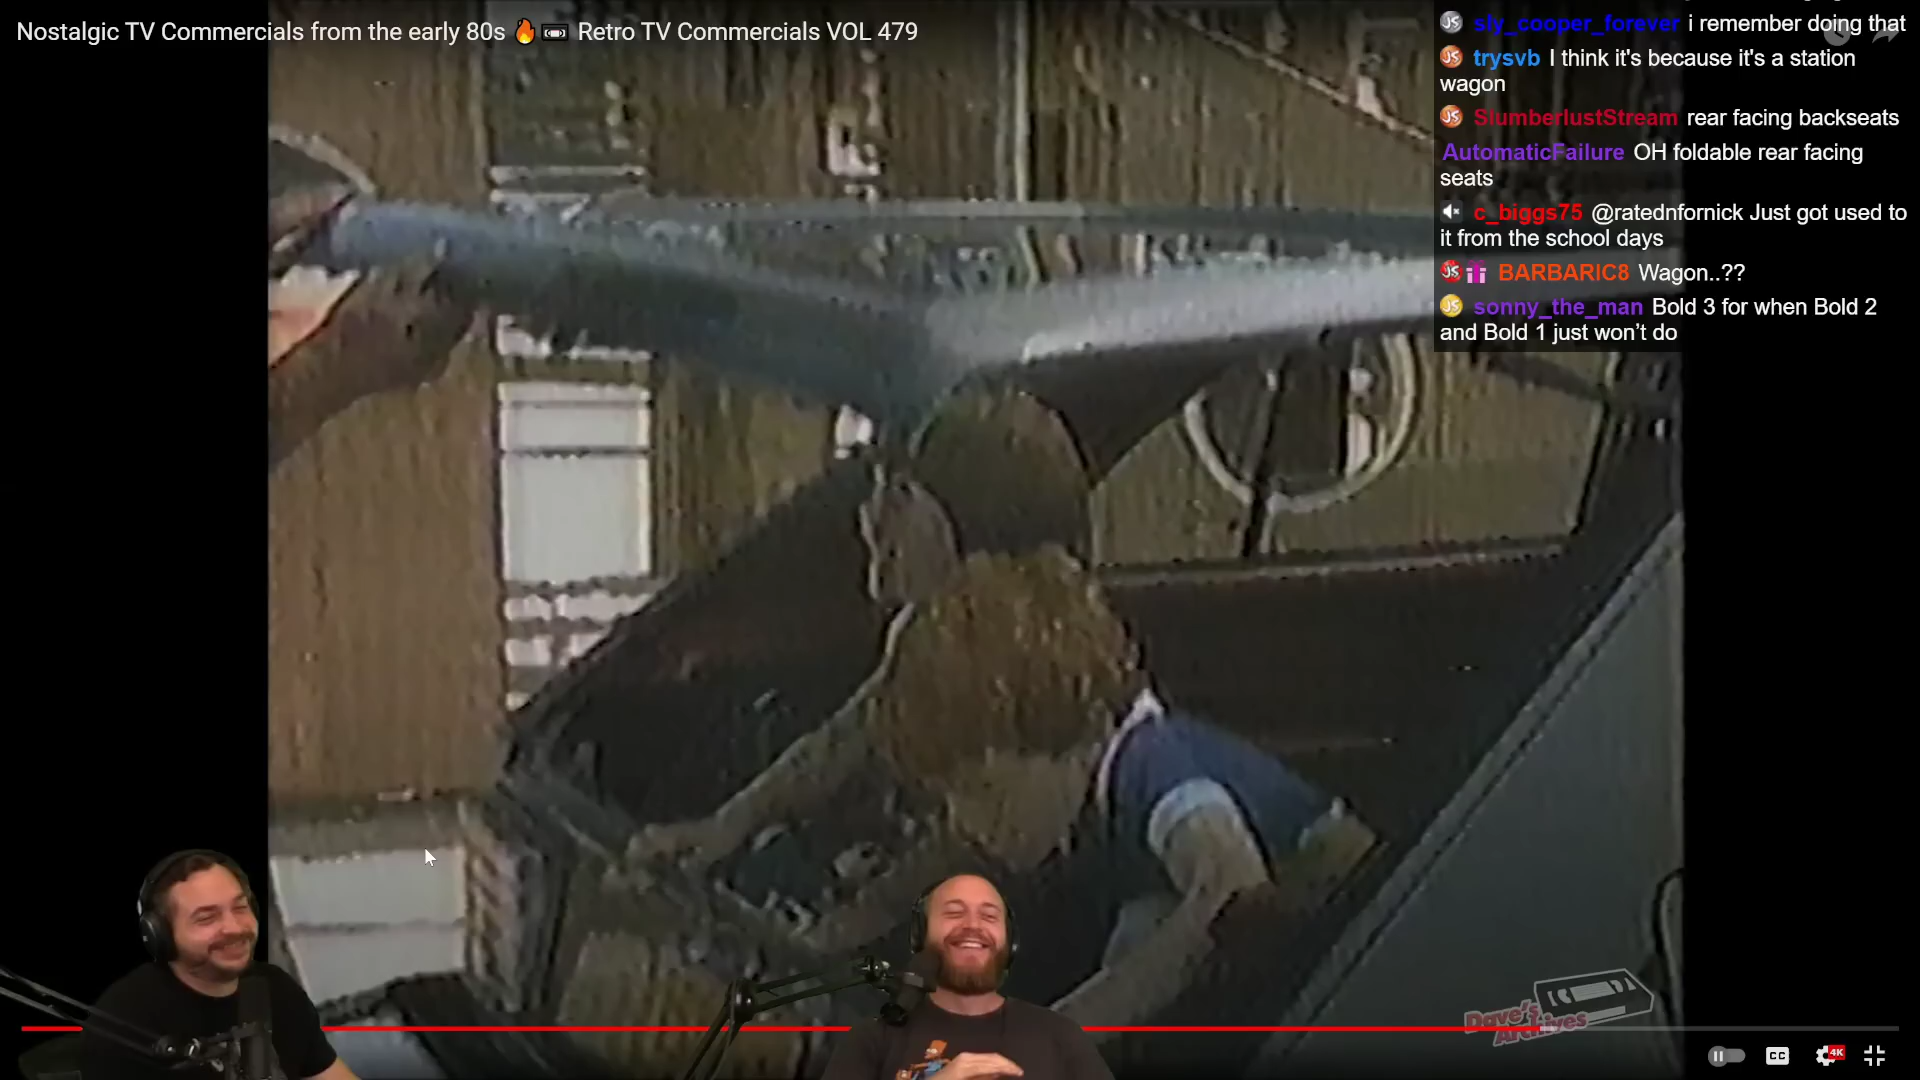 Nostalgic TV Commercials from the early 80s 🔥📼 Retro TV Commercials VOL 479
sly_cooper_forever i remember doing that
trysvb I think it's because it's a station
wagon
SlumberlustStream rear facing backseats
AutomaticFailure OH foldable rear facing
seats
c_biggs75 @ratednfornick Just got used to
it from the school days
BARBARIC8 Wagon..??
sonny_the_man Bold 3 for when Bold 2
and Bold 1 just won’t do
Dave's
Archives
CC
4K